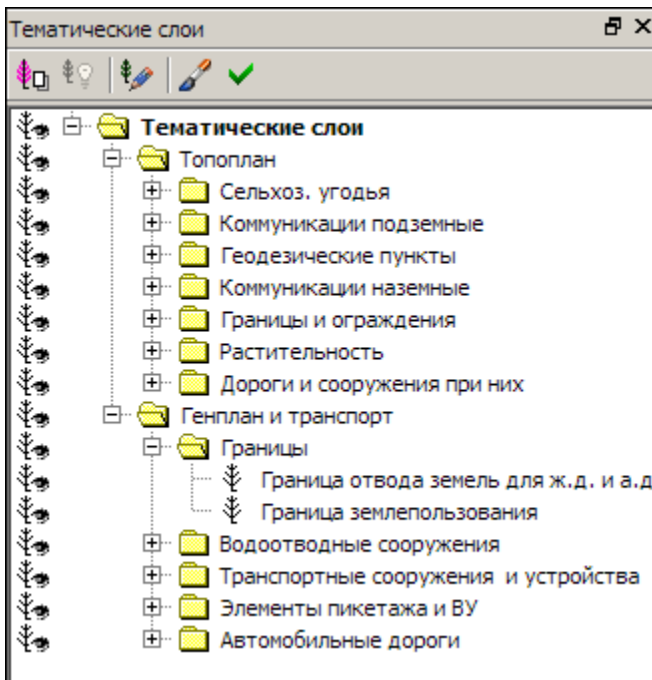 Тематические слои
Тематические слои
Топоплан
Сельхоз. угодья
Коммуникации подземные
Геодезические пункты
Коммуникации наземные
Границы и ограждения
Растительность
Дороги и сооружения при них
Генплан и транспорт
Границы
Граница отвода земель для ж.д. и а.д
Граница землепользования
Водоотводные сооружения
Транспортные сооружения и устройства
Элементы пикетажа и ВУ
Автомобильные дороги